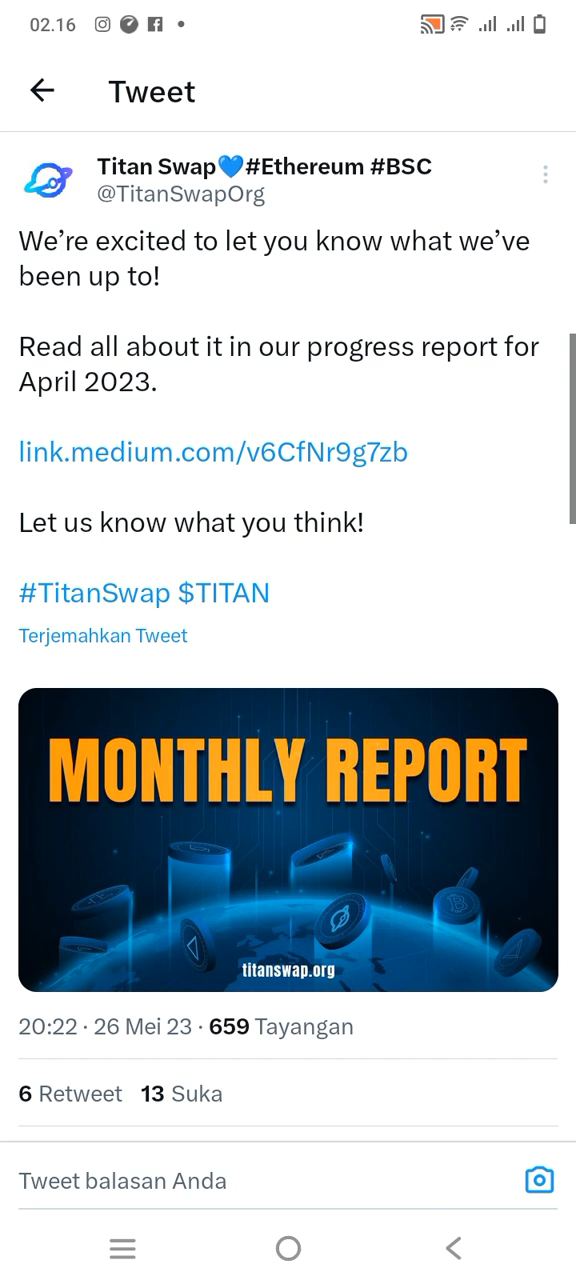 02.16
Tweet
Titan Swap💙#Ethereum #BSC
@TitanSwapOrg
We’re excited to let you know what we’ve
been up to!
Read all about it in our progress report for
April 2023.
link.medium.com/v6CfNr9g7zb
Let us know what you think!
#TitanSwap $TITAN
Terjemahkan Tweet
MONTHLY REPORT
titanswap.org
20:22 · 26 Mei 23 · 659 Tayangan
6 Retweet 13 Suka
Tweet balasan Anda